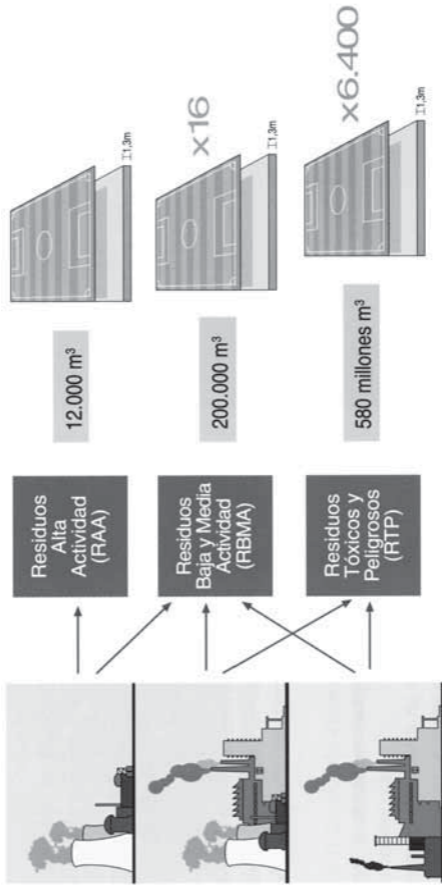 Residuos
Alta
Actividad
(RAA)
12.000 m³
1,3m
Residuos
Baja y Media
Actividad
(RBMA)
200.000 m³
x16
1,3m
Residuos
Tóxicos y
Peligrosos
(RTP)
580 millones m³
x6.400
1,3m